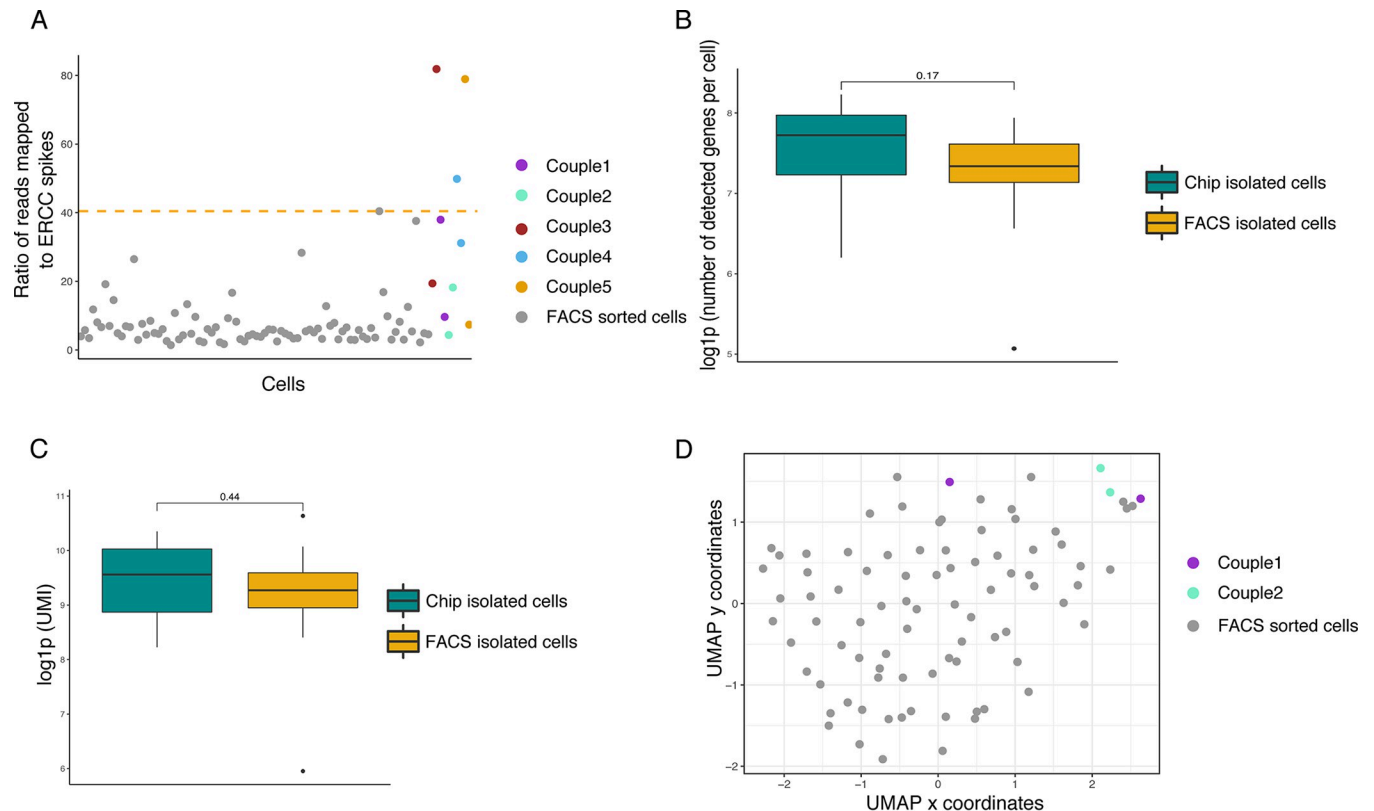 A
Ratio of reads mapped
to ERCC spikes
80
60
40
20
0
Cells
Couple1
Couple2
Couple3
Couple4
Couple5
FACS sorted cells
B
log1p (number of detected genes per cell)
8
7
6
5
0.17
Chip isolated cells
FACS isolated cells
C
log1p (UMI)
11
10
9
8
7
6
0.44
Chip isolated cells
FACS isolated cells
D
UMAP y coordinates
1
0
−1
−2
−2 −1 0 1 2
UMAP x coordinates
Couple1
Couple2
FACS sorted cells